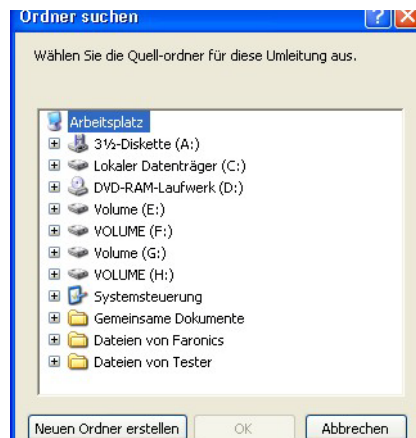 Ordner suchen
Wählen Sie die Quell-ordner für diese Umleitung aus.
Arbeitsplatz
3½-Diskette (A:)
Lokaler Datenträger (C:)
DVD-RAM-Laufwerk (D:)
Volume (E:)
VOLUME (F:)
Volume (G:)
VOLUME (H:)
Systemsteuerung
Gemeinsame Dokumente
Dateien von Faronics
Dateien von Tester
Neuen Ordner erstellen OK Abbrechen